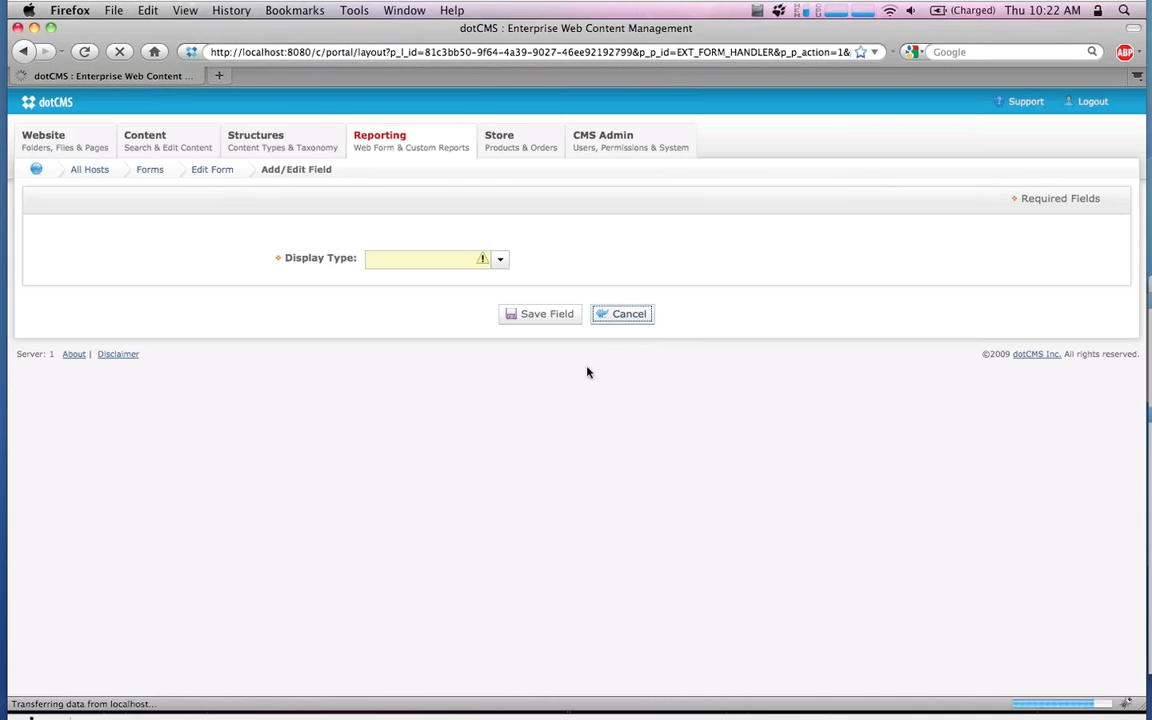 Firefox File Edit View History Bookmarks Tools Window Help (Charged) Thu 10:22 AM
dotCMS : Enterprise Web Content Management
http://localhost:8080/c/portal/layout?p_l_id=81c3bb50-9f64-4a39-9027-46ee92192799&p_p_id=EXT_FORM_HANDLER&p_p_action=1& Google ABP
dotCMS : Enterprise Web Content ... +
dotCMS Support Logout
Website Content Structures Reporting Store CMS Admin
Folders, Files & Pages Search & Edit Content Content Types & Taxonomy Web Form & Custom Reports Products & Orders Users, Permissions & System
All Hosts Forms Edit Form Add/Edit Field
Required Fields
Display Type:
Save Field Cancel
Server: 1 About | Disclaimer ©2009 dotCMS Inc. All rights reserved.
Transferring data from localhost...